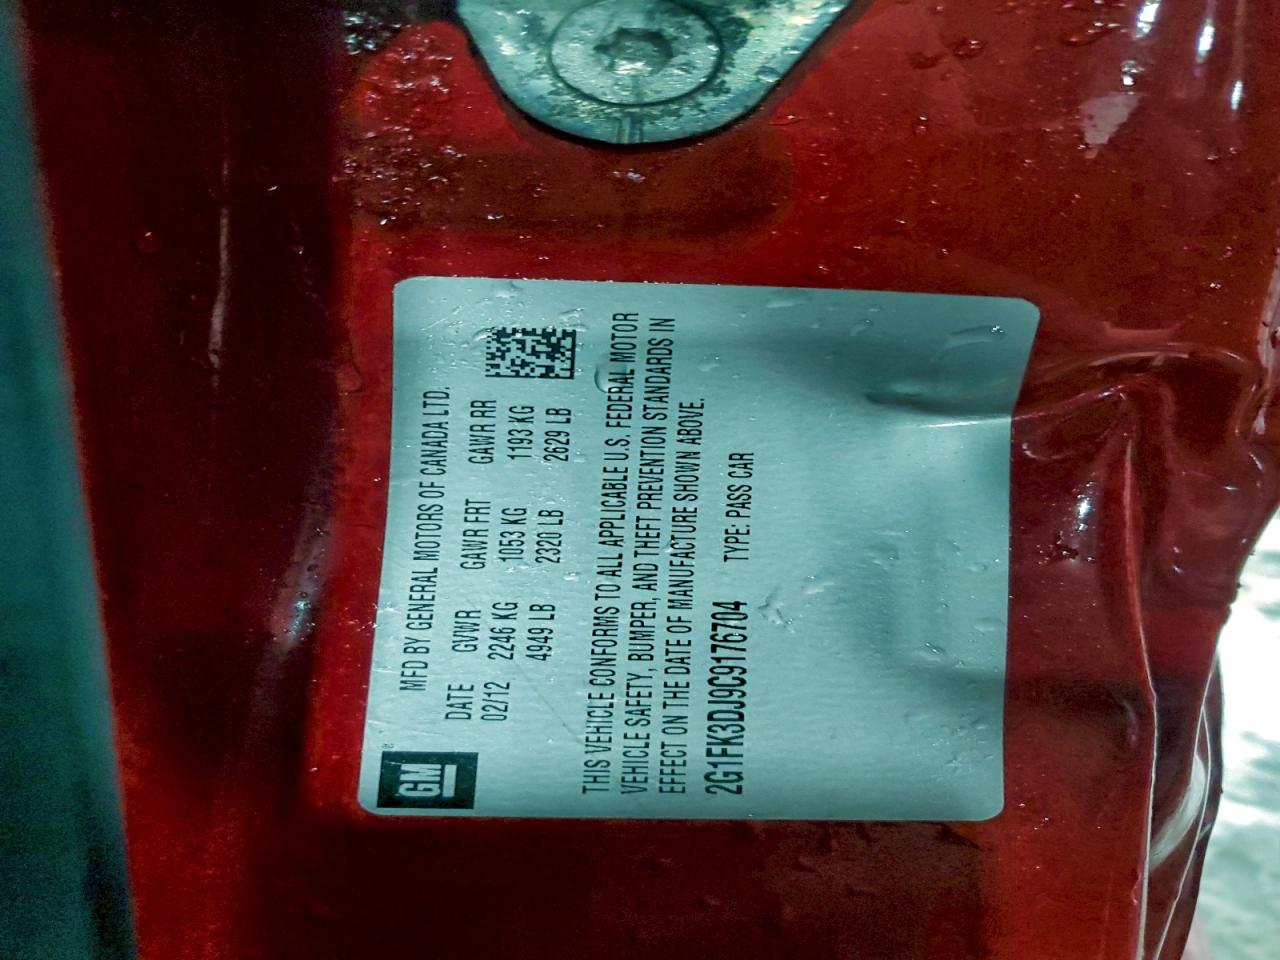 GM
MFD BY GENERAL MOTORS OF CANADA LTD.
DATE GVWR GAWR FRT GAWR RR
02/12 2246 KG 1053 KG 1193 KG
4949 LB 2320 LB 2629 LB
THIS VEHICLE CONFORMS TO ALL APPLICABLE U.S. FEDERAL MOTOR
VEHICLE SAFETY, BUMPER, AND THEFT PREVENTION STANDARDS IN
EFFECT ON THE DATE OF MANUFACTURE SHOWN ABOVE.
2G1FK3DJ9C9176704 TYPE: PASS CAR